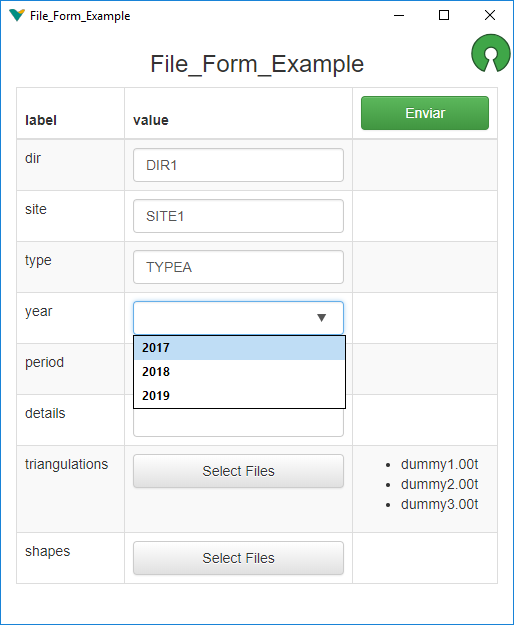 File_Form_Example
File_Form_Example
label value Enviar
dir DIR1
site SITE1
type TYPEA
year
2017
period
2018
2019
details
triangulations Select Files
dummy1.00t
dummy2.00t
dummy3.00t
shapes Select Files